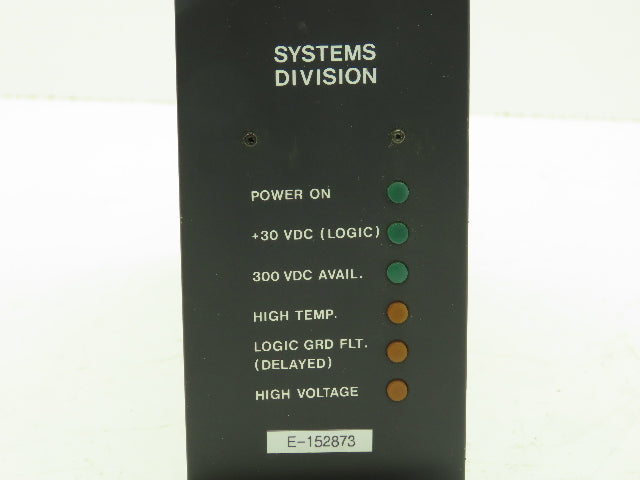 SYSTEMS
DIVISION
POWER ON
+30 VDC (LOGIC)
300 VDC AVAIL.
HIGH TEMP.
LOGIC GRD FLT.
(DELAYED)
HIGH VOLTAGE
E-152873